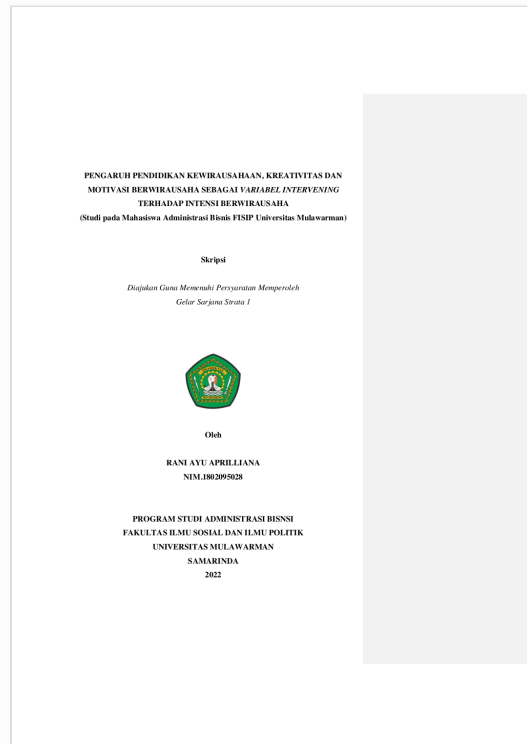 PENGARUH PENDIDIKAN KEWIRAUSAHAAN, KREATIVITAS DAN
MOTIVASI BERWIRAUSAHA SEBAGAI VARIABEL INTERVENING
TERHADAP INTENSI BERWIRAUSAHA
(Studi pada Mahasiswa Administrasi Bisnis FISIP Universitas Mulawarman)
Skripsi
Diajukan Guna Memenuhi Persyaratan Memperoleh
Gelar Sarjana Strata 1
Oleh
RANI AYU APRILLIANA
NIM.1802095028
PROGRAM STUDI ADMINISTRASI BISNSI
FAKULTAS ILMU SOSIAL DAN ILMU POLITIK
UNIVERSITAS MULAWARMAN
SAMARINDA
2022